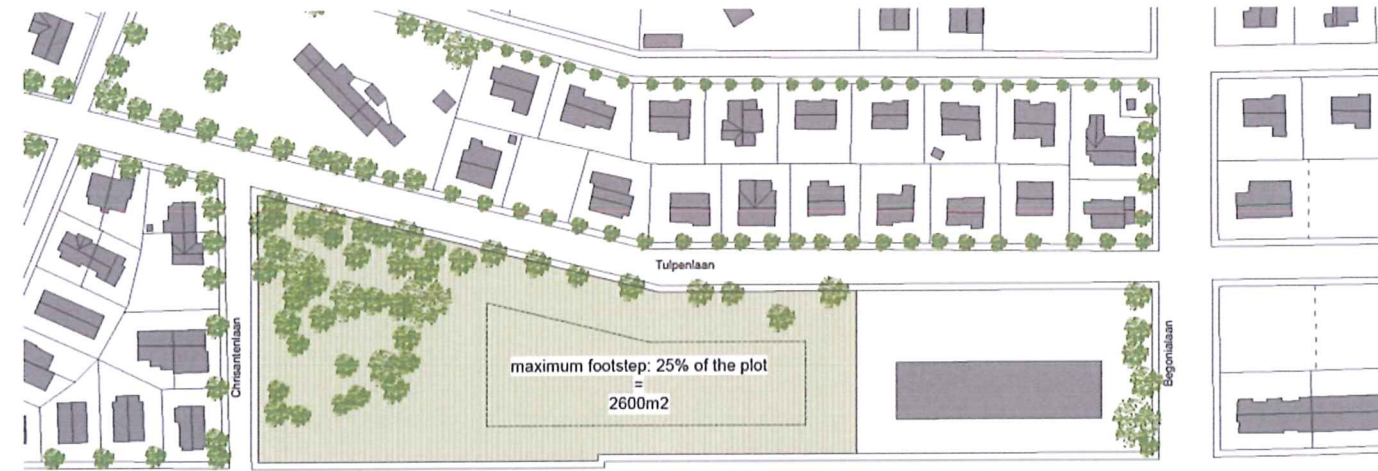 Tulpenlaan
Chrisantenlaan
Begonialaan
maximum footstep: 25% of the plot
=
2600m2